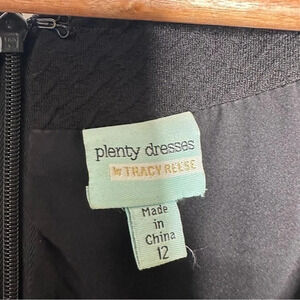 plenty dresses
by TRACY REESE
Made
in
China
12